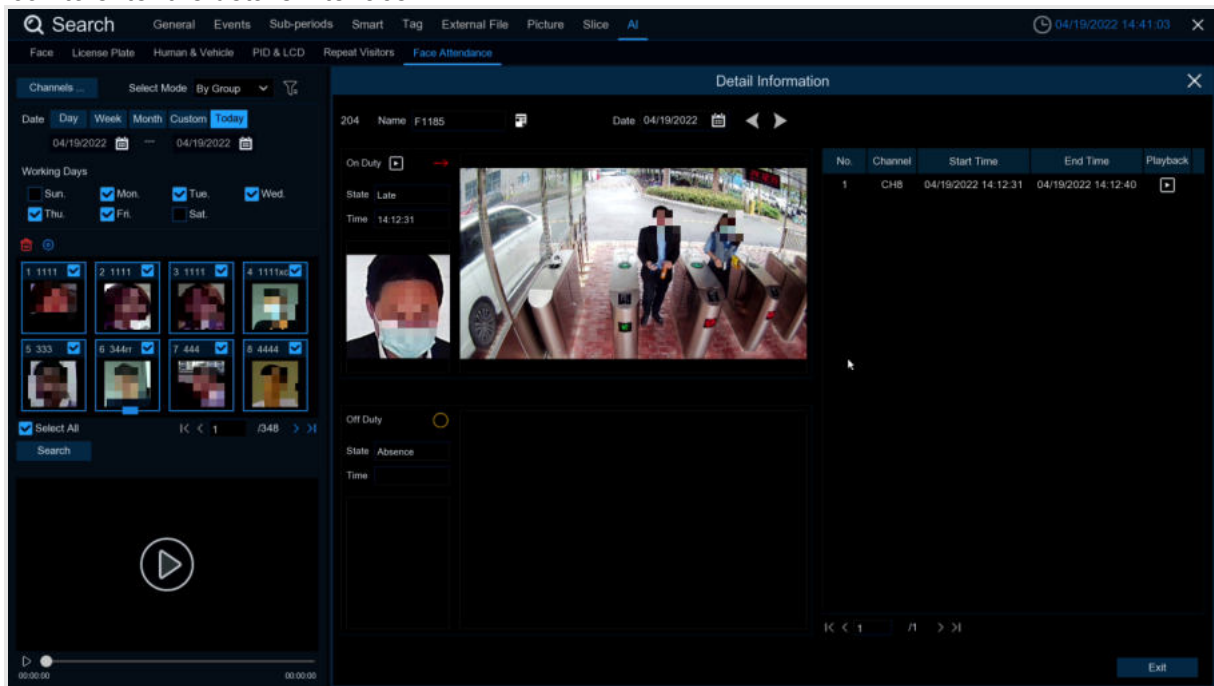 Search General Events Sub-periods Smart Tag External File Picture Slice AI 04/19/2022 14:41:03
Face License Plate Human & Vehicle PID & LCD Repeat Visitors Face Attendance
Channels ... Select Mode By Group
Detail Information
Date Day Week Month Custom Today
04/19/2022 — 04/19/2022
Working Days
Sun. Mon. Tue. Wed.
Thu. Fri. Sat.
1 1111 2 1111 3 1111 4 1111xc
5 333 6 344rr 7 444 8 4444
Select All 1 /348
Search
00:00:00 00:00:00
204 Name F1185 Date 04/19/2022
On Duty
State Late
Time 14:12:31
Off Duty
State Absence
Time
No. Channel Start Time End Time Playback
1 CH8 04/19/2022 14:12:31 04/19/2022 14:12:40
1 /1
Exit